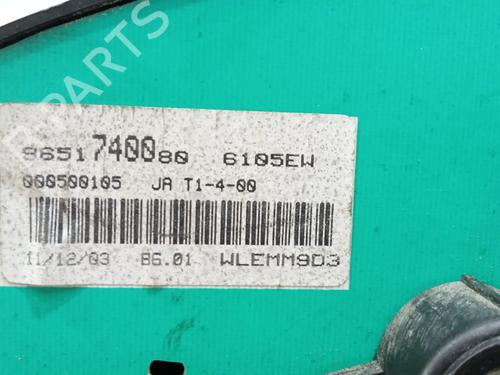 PARTS
9651740080 6105EW
000500105 JA T1-4-00
11/12/03 B6.01 WLEMM9D3